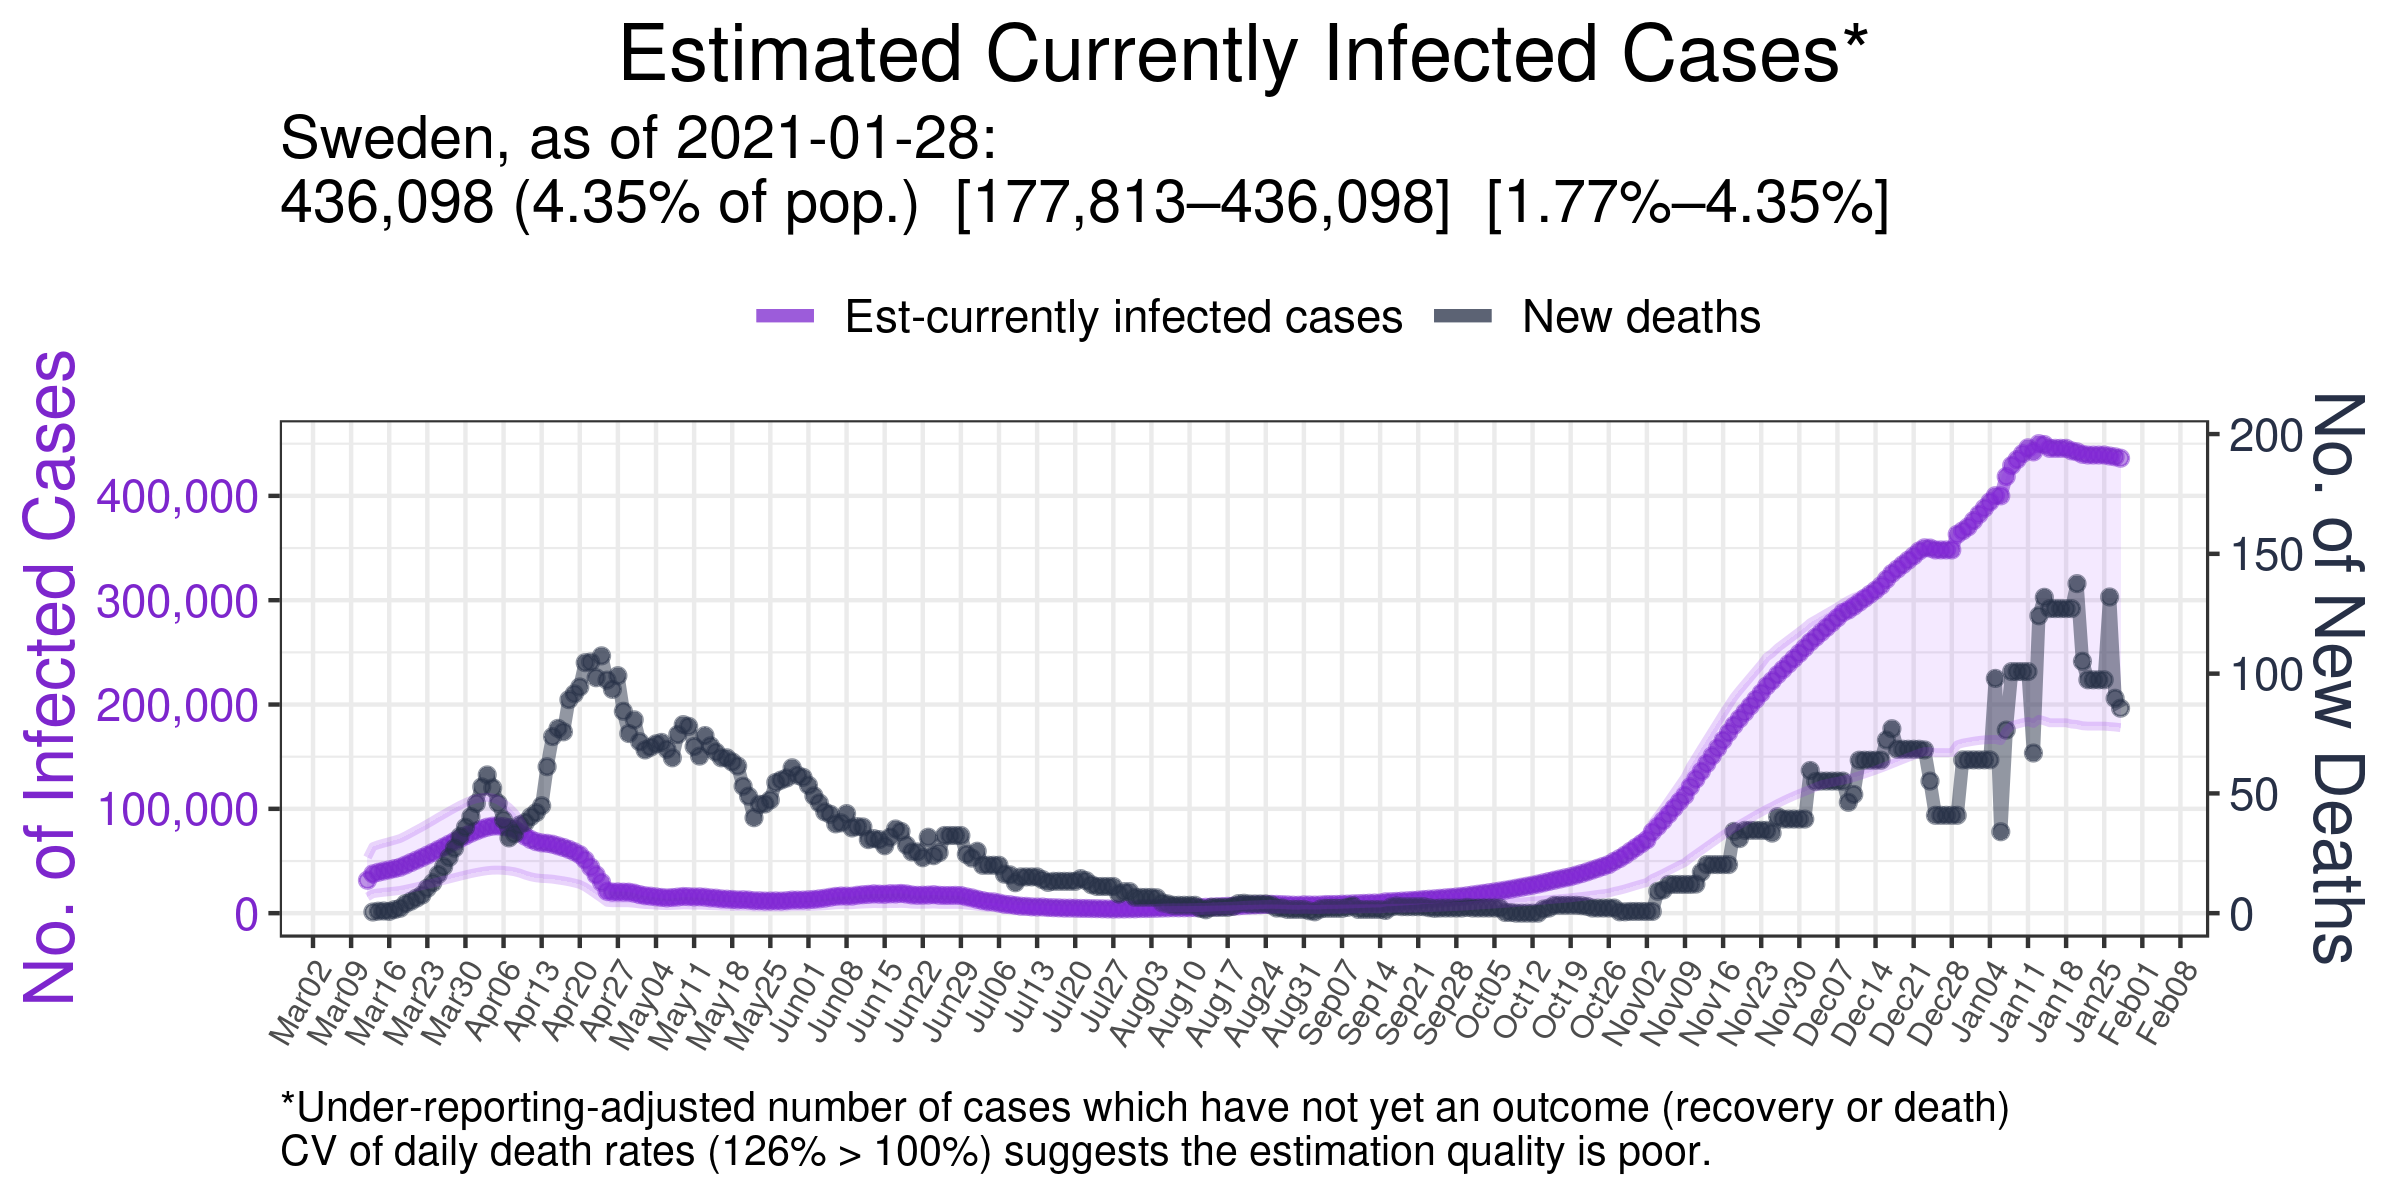 Estimated Currently Infected Cases*
Sweden, as of 2021-01-28:
436,098 (4.35% of pop.)  [177,813–436,098]  [1.77%–4.35%]
Est-currently infected cases
New deaths
No. of Infected Cases
400,000
300,000
200,000
100,000
0
200
150
100
50
0
No. of New Deaths
Mar02
Mar09
Mar16
Mar23
Mar30
Apr06
Apr13
Apr20
Apr27
May04
May11
May18
May25
Jun01
Jun08
Jun15
Jun22
Jun29
Jul06
Jul13
Jul20
Jul27
Aug03
Aug10
Aug17
Aug24
Aug31
Sep07
Sep14
Sep21
Sep28
Oct05
Oct12
Oct19
Oct26
Nov02
Nov09
Nov16
Nov23
Nov30
Dec07
Dec14
Dec21
Dec28
Jan04
Jan11
Jan18
Jan25
Feb01
Feb08
*Under-reporting-adjusted number of cases which have not yet an outcome (recovery or death)
CV of daily death rates (126% > 100%) suggests the estimation quality is poor.